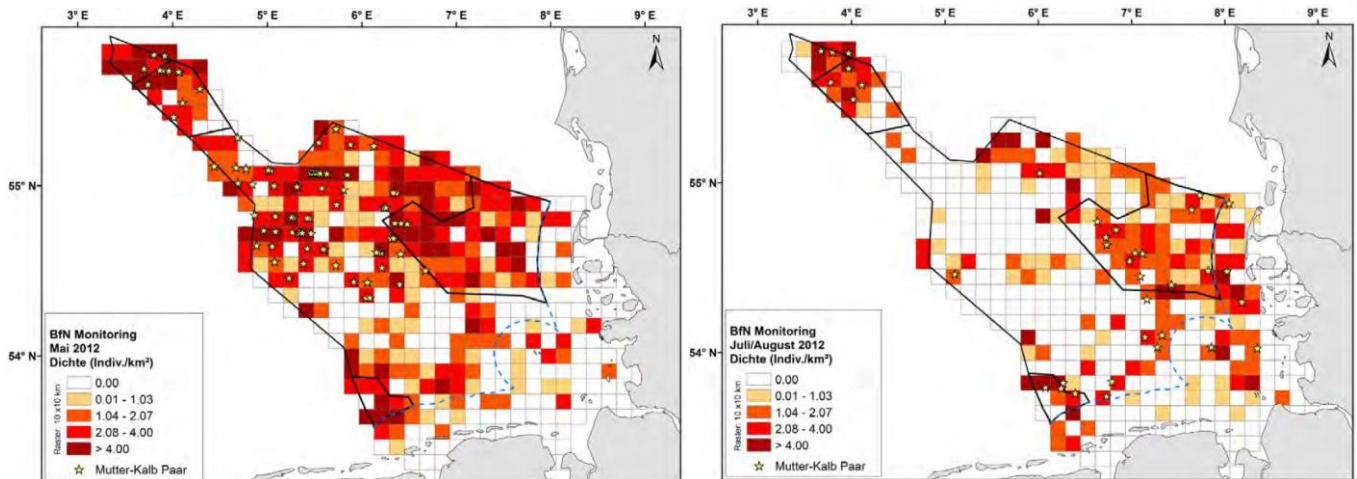 3° E 4° E 5° E 6° E 7° E 8° E 9° E
N
55° N
54° N
BfN Monitoring
Mai 2012
Dichte (Indiv./km²)
Raster: 10 x10 km
0.00
0.01 - 1.03
1.04 - 2.07
2.08 - 4.00
> 4.00
Mutter-Kalb Paar
3° E 4° E 5° E 6° E 7° E 8° E 9° E
N
55° N
54° N
BfN Monitoring
Juli/August 2012
Dichte (Indiv./km²)
Raster: 10 x10 km
0.00
0.01 - 1.03
1.04 - 2.07
2.08 - 4.00
> 4.00
Mutter-Kalb Paar